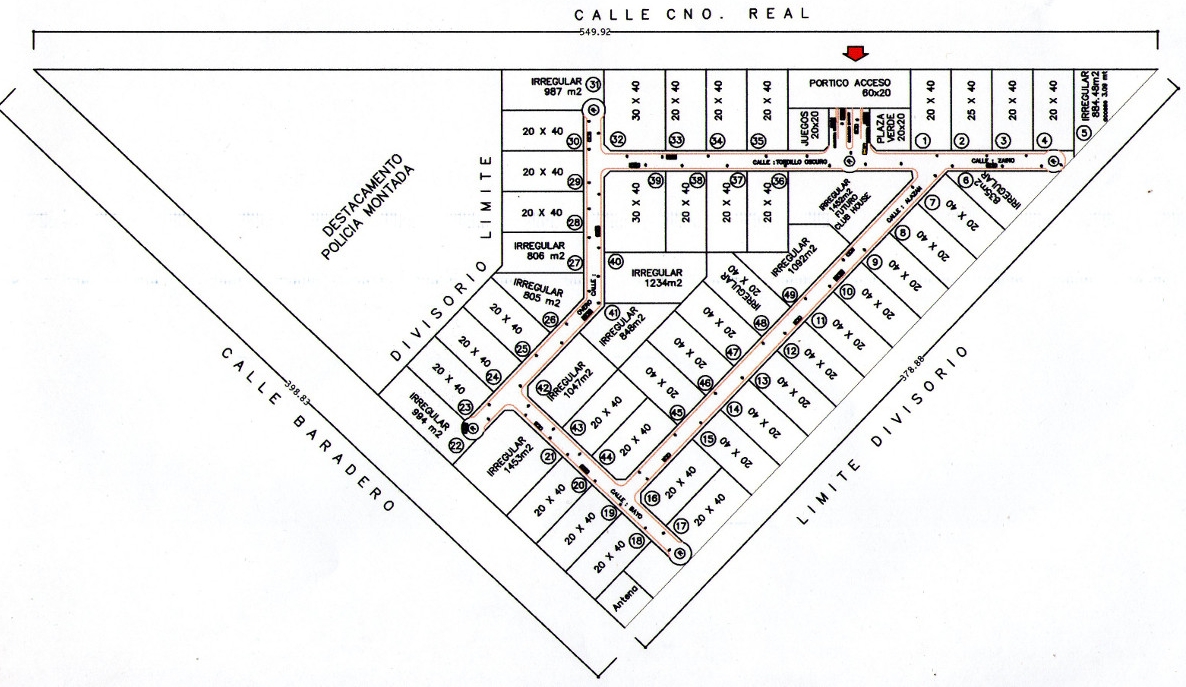 CALLE CNO. REAL
549.92
IRREGULAR
987 m2
31
30 X 40
32
20 X 40
33
20 X 40
34
20 X 40
35
PORTICO ACCESO
60x20
JUEGOS
20x20
PLAZA
VERDE
20x20
20 X 40
1
25 X 40
2
20 X 40
3
20 X 40
4
IRREGULAR
884.48m2
5
20 X 40
30
20 X 40
29
20 X 40
28
IRREGULAR
806 m2
27
CALLE : TORDILLO OSCURO
CALLE : ZAINO
CALLE : ALAZAN
39
30 X 40
38
20 X 40
37
20 X 40
36
20 X 40
IRREGULAR
1452m2
FUTURO
CLUB HOUSE
6
IRREGULAR
835m2
7
20 X 40
8
20 X 40
9
20 X 40
10
20 X 40
11
20 X 40
12
20 X 40
13
20 X 40
14
20 X 40
15
20 X 40
DESTACAMENTO
POLICIA MONTADA
DIVISORIO LIMITE
40
IRREGULAR
1234m2
CALLE :
OVERO
41
IRREGULAR
848m2
IRREGULAR
1092m2
49
IRREGULAR
20 X 40
48
20 X 40
47
20 X 40
46
20 X 40
45
IRREGULAR
805 m2
26
20 X 40
25
20 X 40
24
20 X 40
23
IRREGULAR
994 m2
22
42
IRREGULAR
1047m2
43
20 X 40
44
20 X 40
IRREGULAR
1453m2
21
20
20 X 40
19
20 X 40
18
20 X 40
CALLE : BAYO
16
20 X 40
17
20 X 40
Antena
CALLE BARADERO
398.83
LIMITE DIVISORIO
378.88